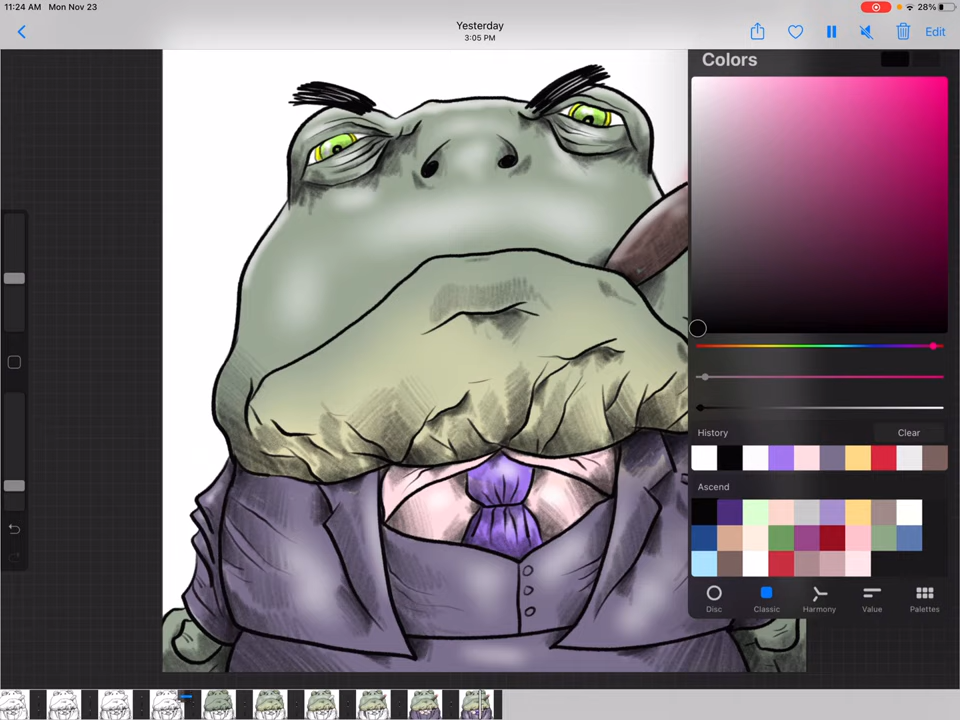 11:24 AM Mon Nov 23
28%
Yesterday
3:05 PM
Edit
Colors
History
Clear
Ascend
Disc
Classic
Harmony
Value
Palettes